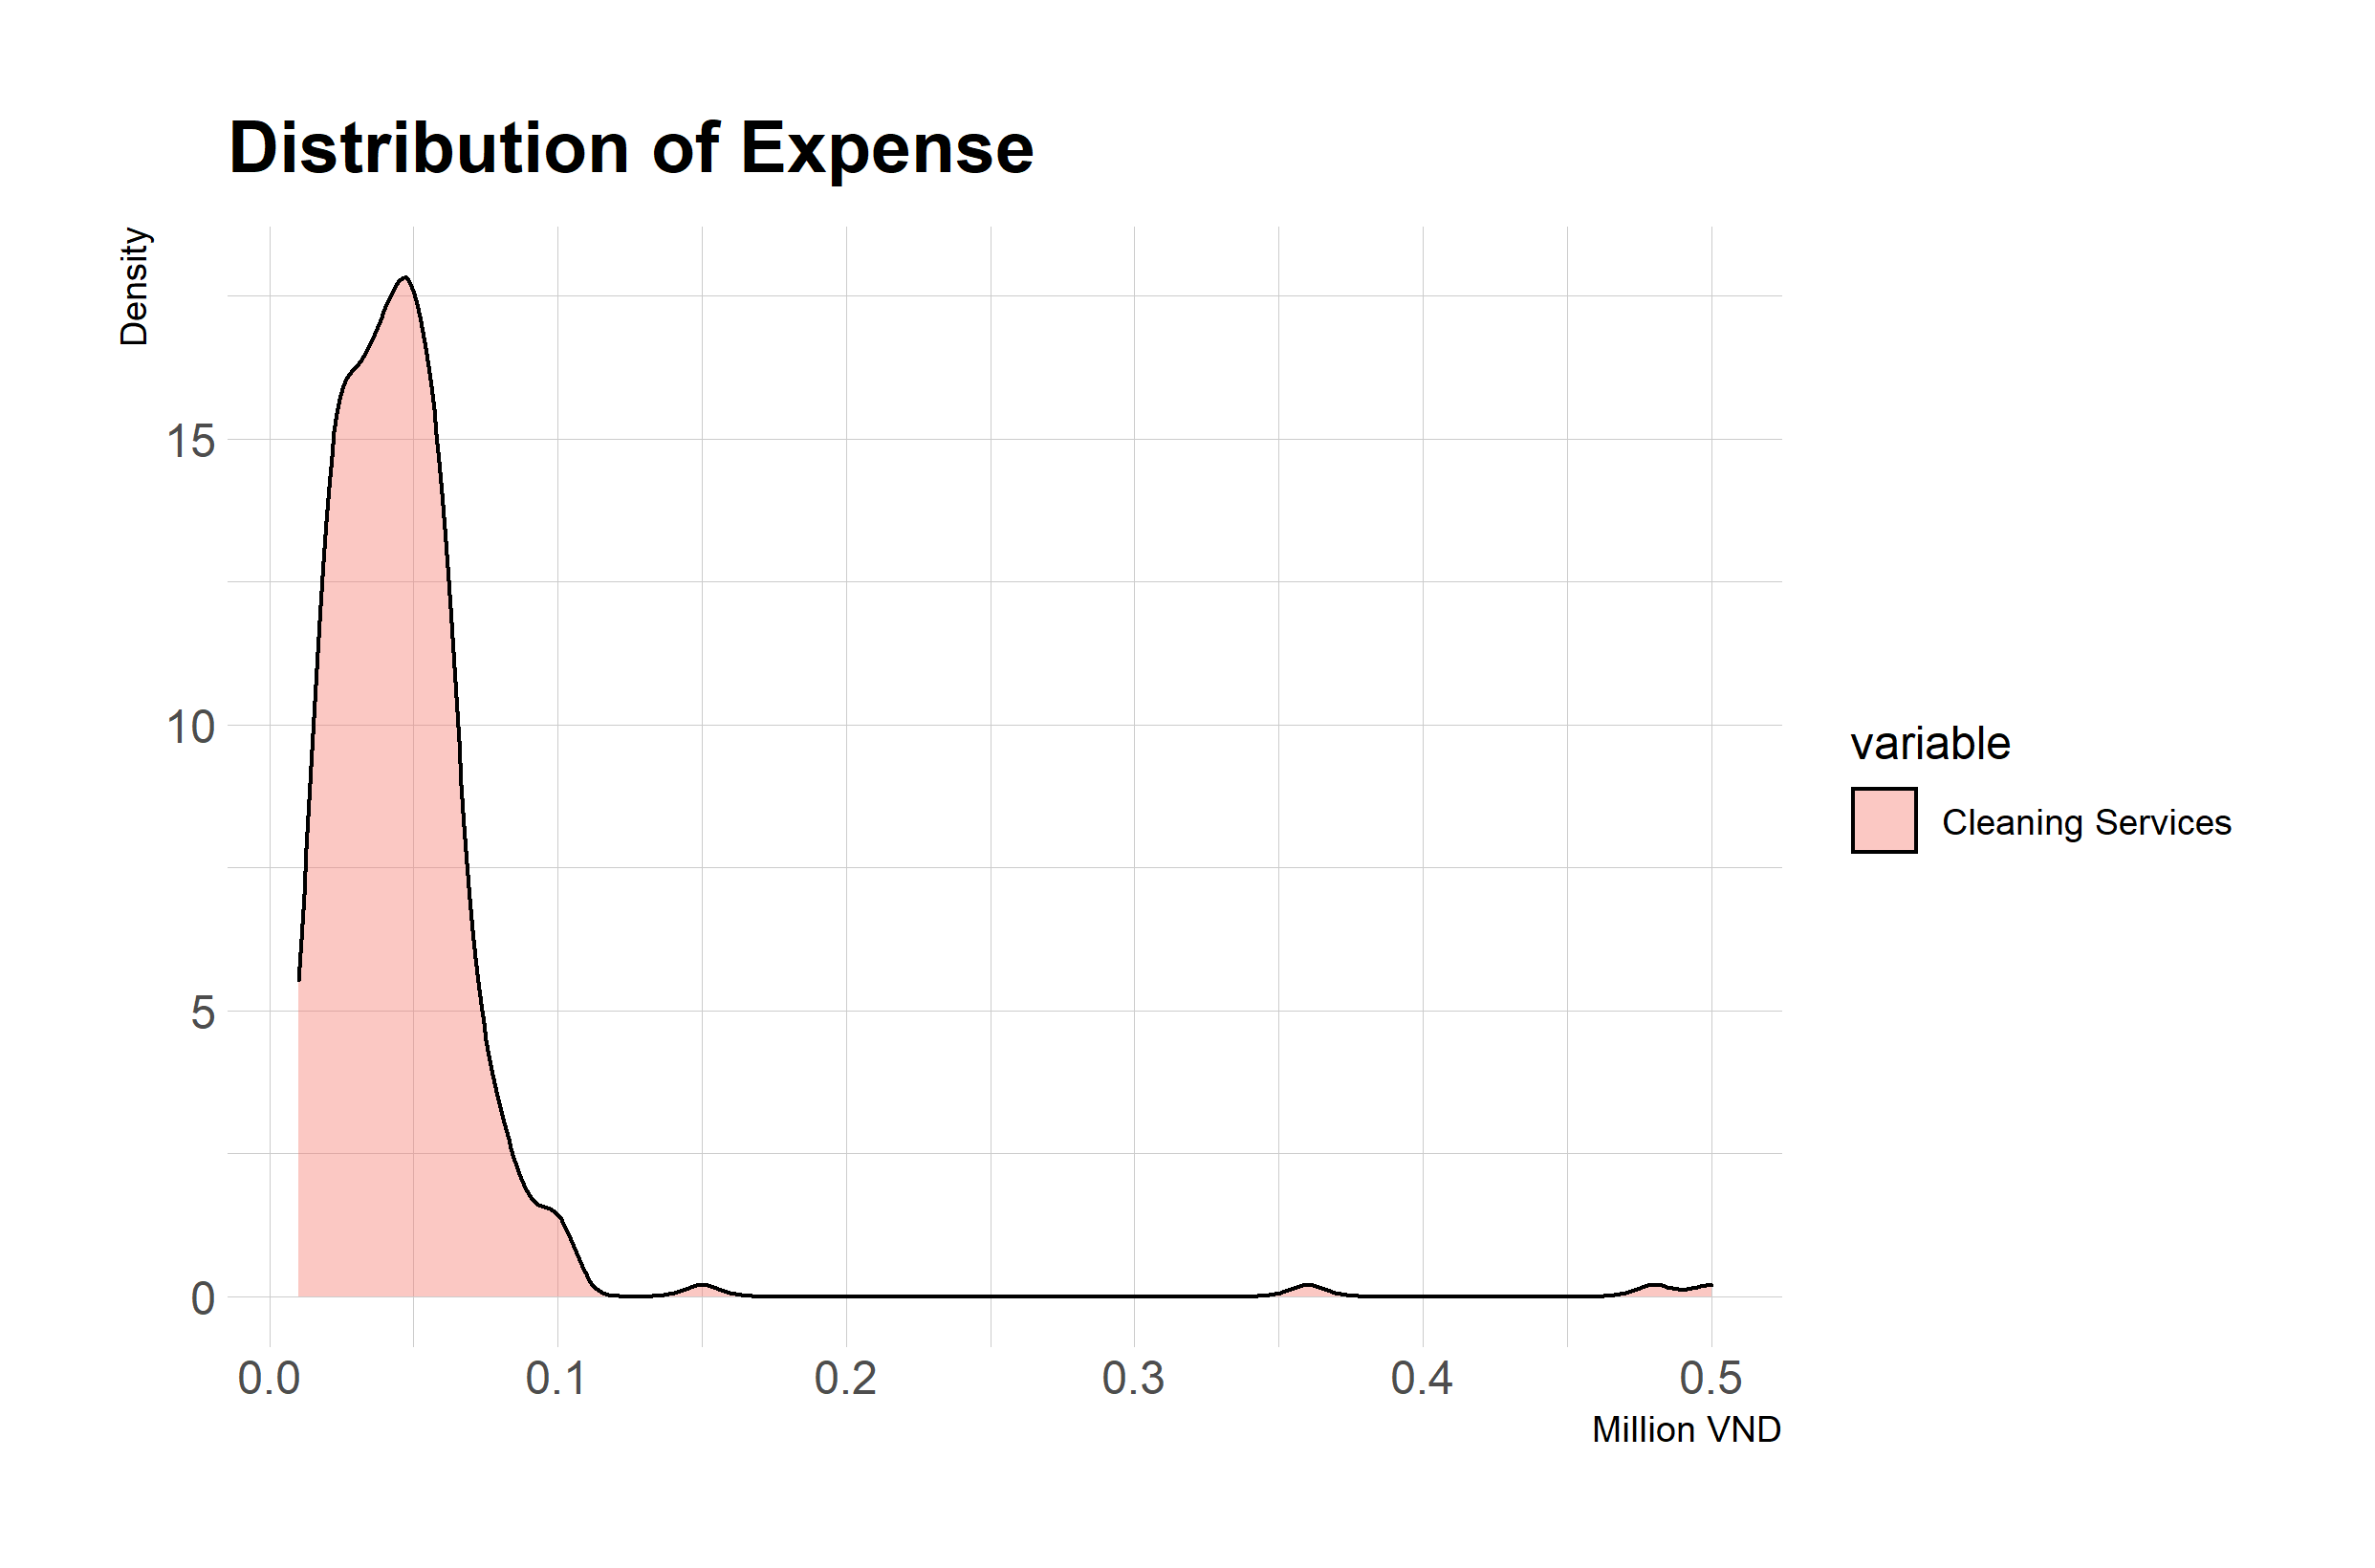 Distribution of Expense
Density
15
10
5
0
0.0 0.1 0.2 0.3 0.4 0.5
Million VND
variable
Cleaning Services